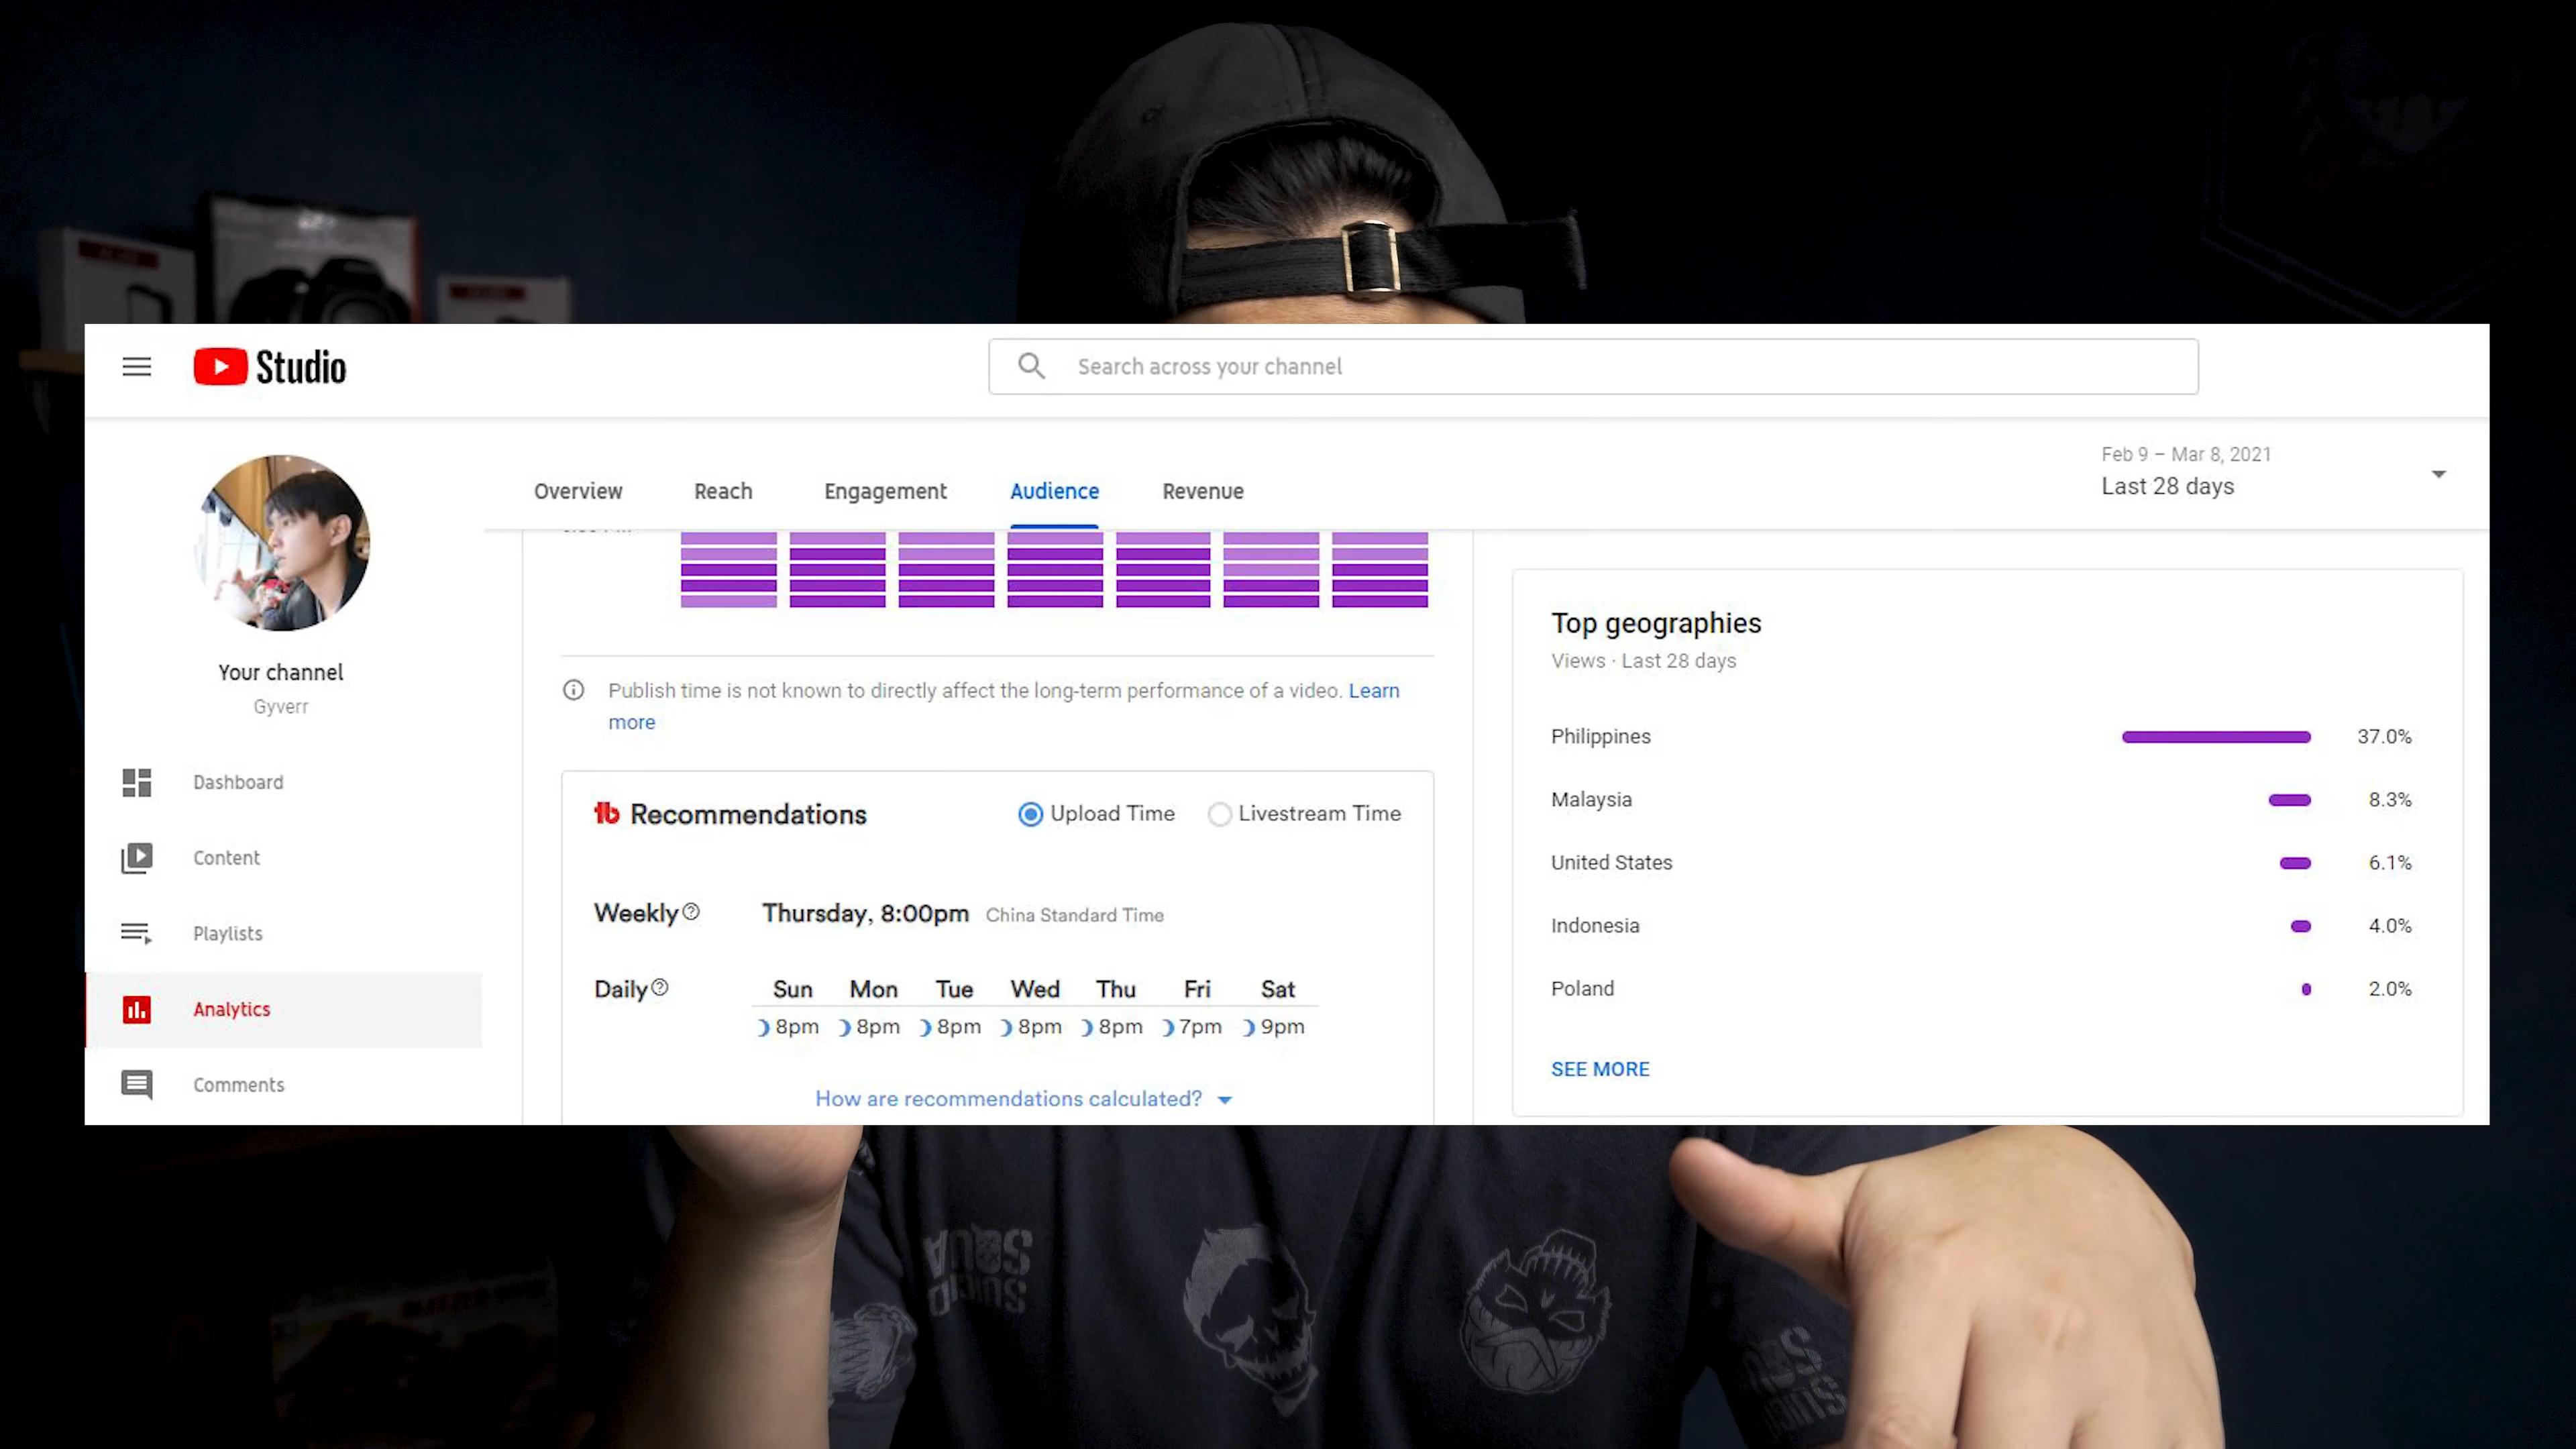 Studio
Search across your channel
Feb 9 – Mar 8, 2021
Last 28 days
Overview
Reach
Engagement
Audience
Revenue
Your channel
Gyverr
Dashboard
Content
Playlists
Analytics
Comments
Publish time is not known to directly affect the long-term performance of a video. Learn
more
tb Recommendations
Upload Time
Livestream Time
Weekly
Thursday, 8:00pm China Standard Time
Daily
Sun Mon Tue Wed Thu Fri Sat
8pm 8pm 8pm 8pm 8pm 7pm 9pm
How are recommendations calculated?
Top geographies
Views · Last 28 days
Philippines 37.0%
Malaysia 8.3%
United States 6.1%
Indonesia 4.0%
Poland 2.0%
SEE MORE